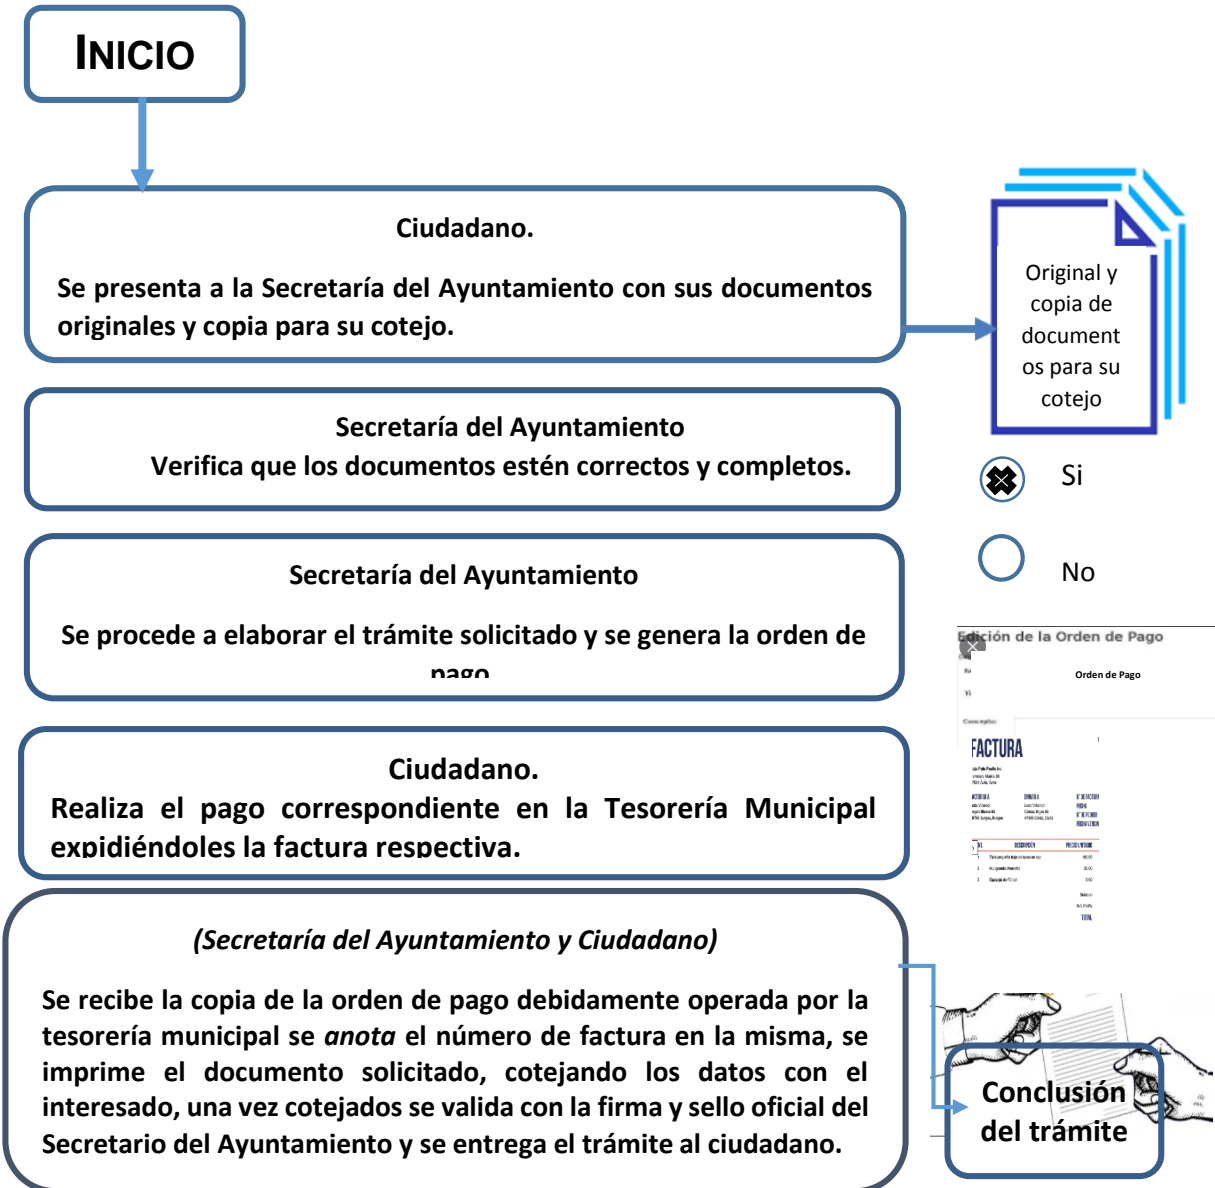 INICIO
Ciudadano.
Se presenta a la Secretaría del Ayuntamiento con sus documentos
originales y copia para su cotejo.
Original y
copia de
document
os para su
cotejo
Secretaría del Ayuntamiento
Verifica que los documentos estén correctos y completos.
Si
No
Secretaría del Ayuntamiento
Se procede a elaborar el trámite solicitado y se genera la orden de
pago
Edición de la Orden de Pago
Orden de Pago
Conceptos
FACTURA
DESCRIPCIÓN
TOTAL
Ciudadano.
Realiza el pago correspondiente en la Tesorería Municipal
expidiéndoles la factura respectiva.
(Secretaría del Ayuntamiento y Ciudadano)
Se recibe la copia de la orden de pago debidamente operada por la
tesorería municipal se anota el número de factura en la misma, se
imprime el documento solicitado, cotejando los datos con el
interesado, una vez cotejados se valida con la firma y sello oficial del
Secretario del Ayuntamiento y se entrega el trámite al ciudadano.
Conclusión
del trámite